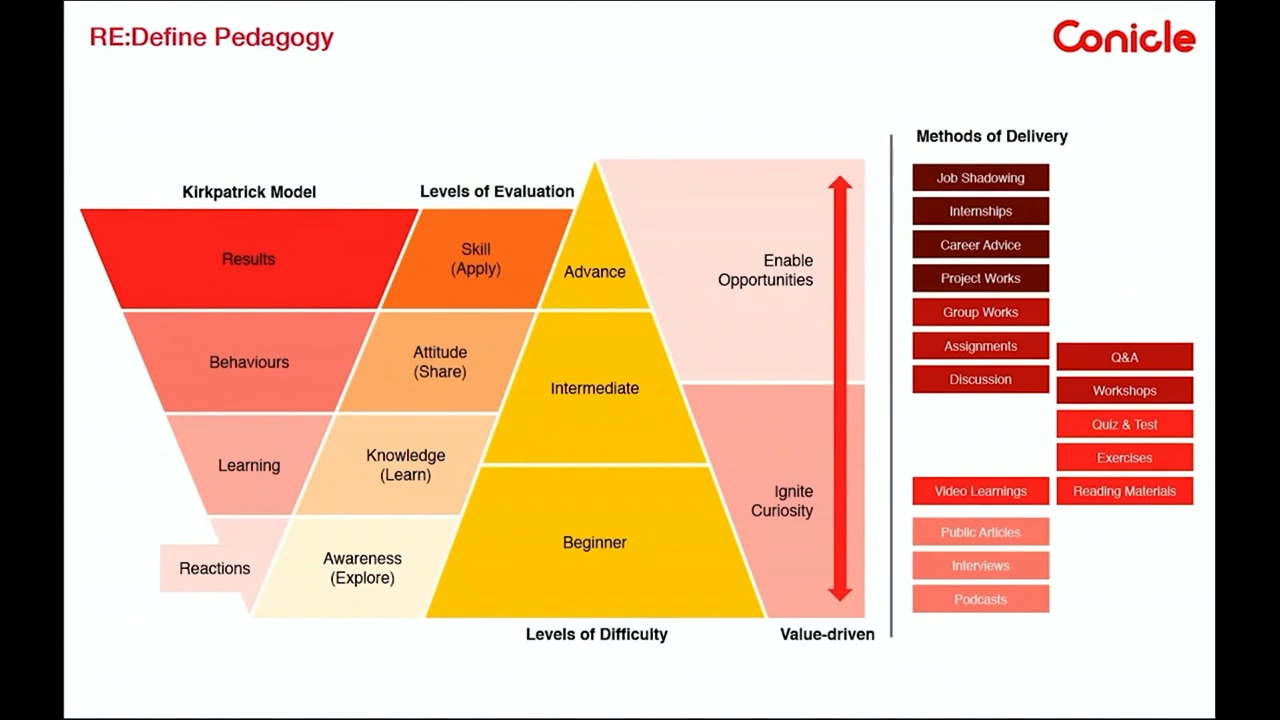 RE:Define Pedagogy
Conicle
Kirkpatrick Model
Results
Behaviours
Learning
Reactions
Levels of Evaluation
Skill
(Apply)
Attitude
(Share)
Knowledge
(Learn)
Awareness
(Explore)
Advance
Intermediate
Beginner
Levels of Difficulty
Enable
Opportunities
Ignite
Curiosity
Value-driven
Methods of Delivery
Job Shadowing
Internships
Career Advice
Project Works
Group Works
Assignments
Discussion
Q&A
Workshops
Quiz & Test
Exercises
Video Learnings
Reading Materials
Public Articles
Interviews
Podcasts